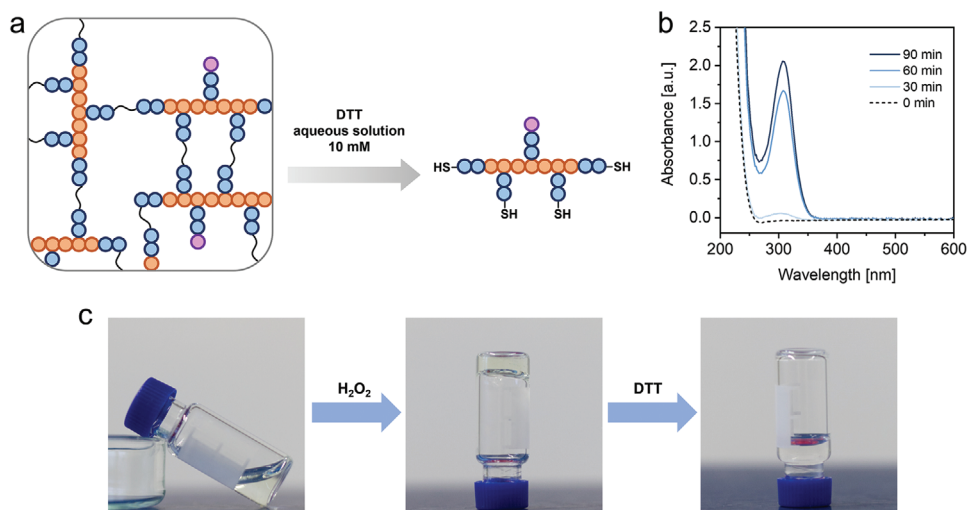 a
DTT
aqueous solution
10 mM
HS
SH
SH
SH
b
Absorbance [a.u.]
2.5
2.0
1.5
1.0
0.5
0.0
90 min
60 min
30 min
0 min
200 300 400 500 600
Wavelength [nm]
c
H₂O₂
DTT